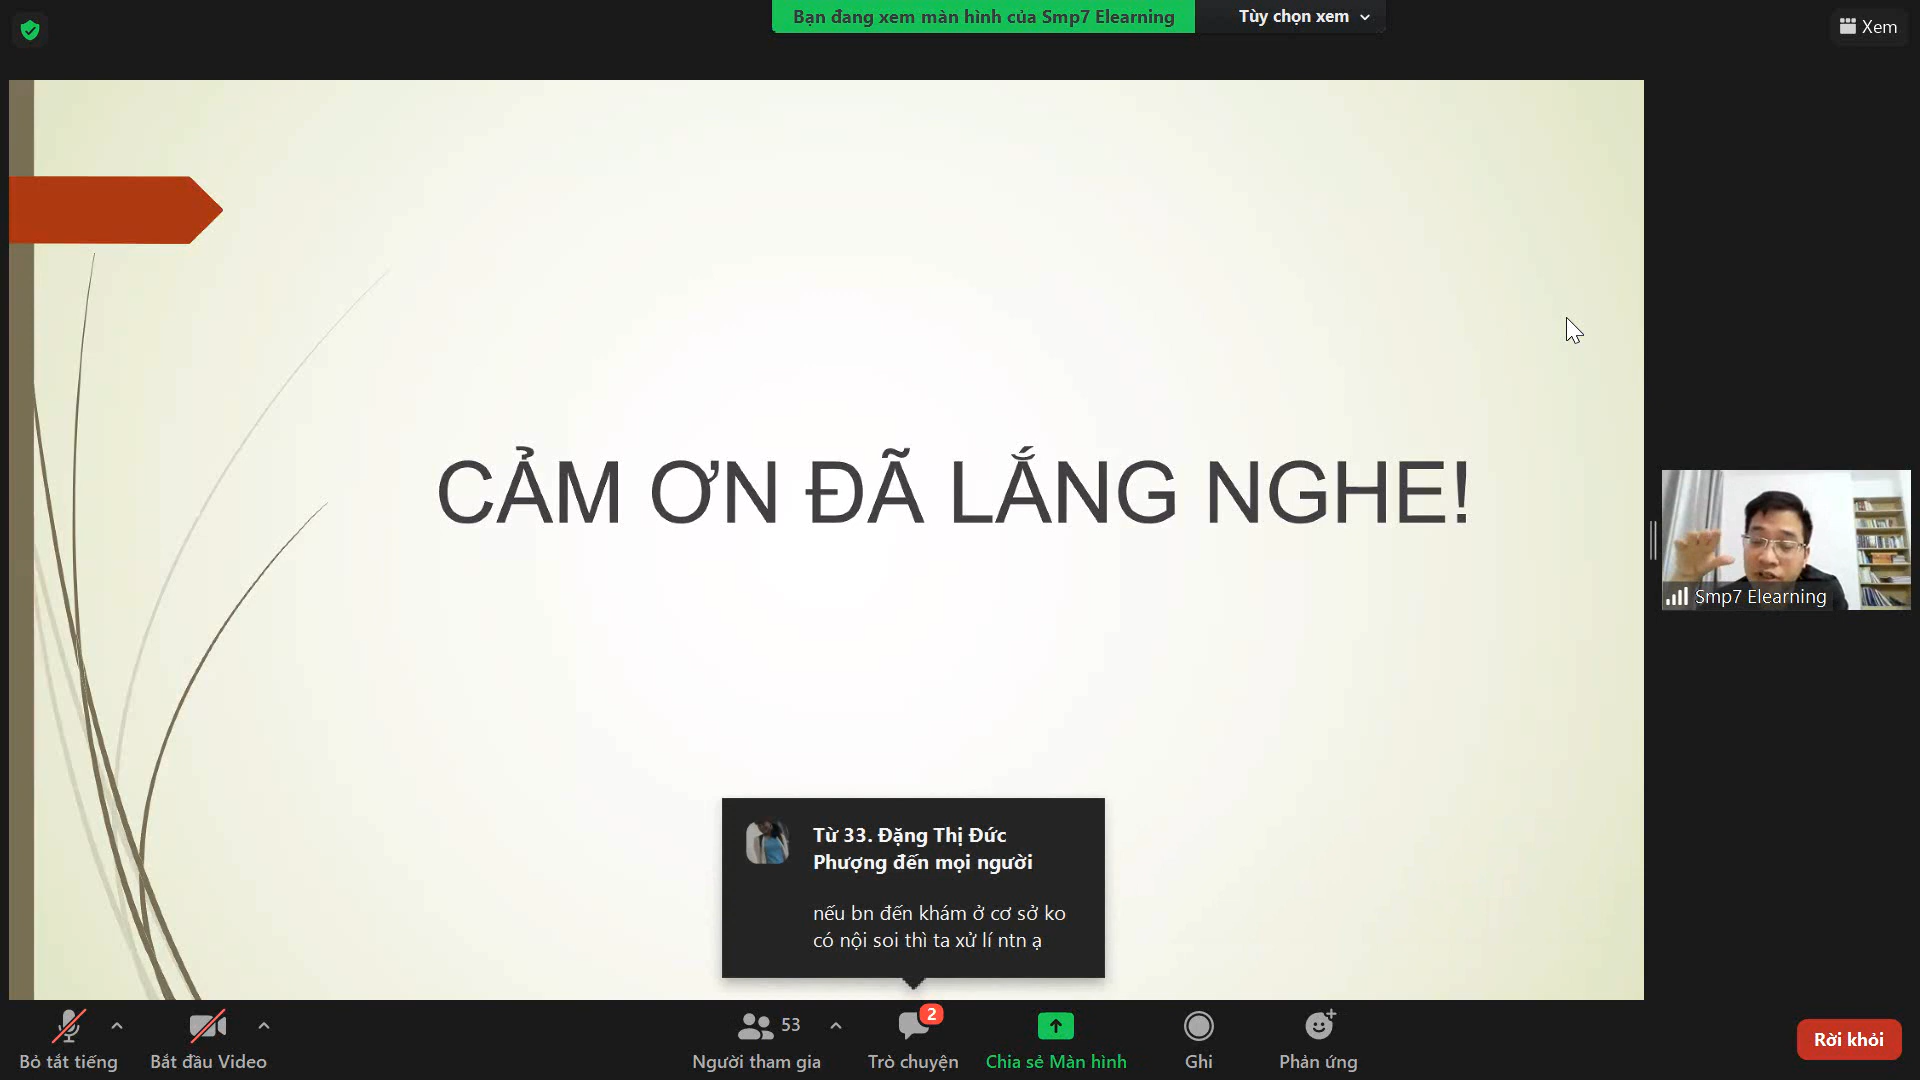 Bạn đang xem màn hình của Smp7 Elearning
Tùy chọn xem
Xem
CẢM ƠN ĐÃ LẮNG NGHE!
Smp7 Elearning
Từ 33. Đặng Thị Đức
Phượng đến mọi người
nếu bn đến khám ở cơ sở ko
có nội soi thì ta xử lí ntn ạ
Bỏ tắt tiếng
Bắt đầu Video
53
Người tham gia
2
Trò chuyện
Chia sẻ Màn hình
Ghi
Phản ứng
Rời khỏi